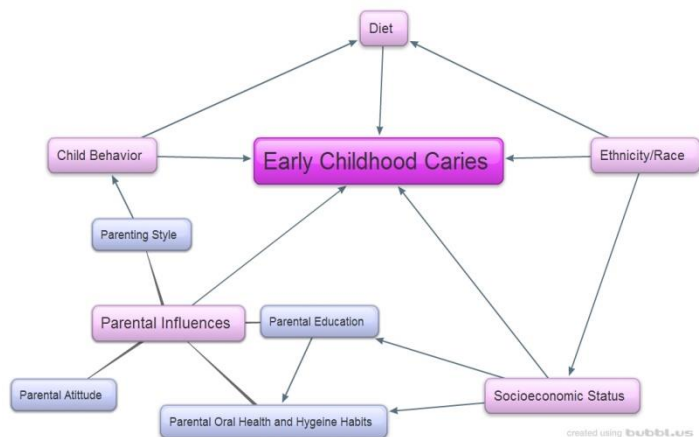 Diet
Child Behavior
Early Childhood Caries
Ethnicity/Race
Parenting Style
Parental Influences
Parental Education
Parental Atittude
Parental Oral Health and Hygeine Habits
Socioeconomic Status
created using bubbl.us